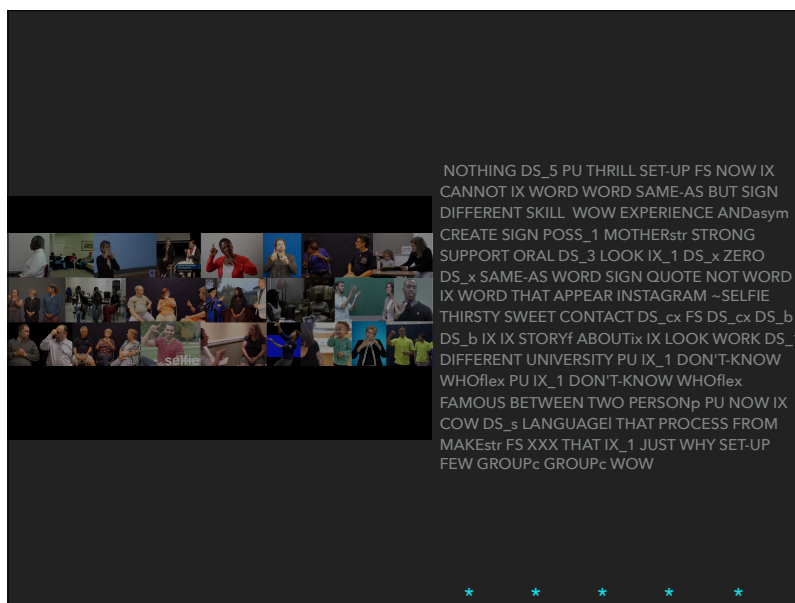 NOTHING DS_5 PU THRILL SET-UP FS NOW IX
CANNOT IX WORD WORD SAME-AS BUT SIGN
DIFFERENT SKILL WOW EXPERIENCE ANDasym
CREATE SIGN POSS_1 MOTHERstr STRONG
SUPPORT ORAL DS_3 LOOK IX_1 DS_x ZERO
DS_x SAME-AS WORD SIGN QUOTE NOT WORD
IX WORD THAT APPEAR INSTAGRAM ~SELFIE
THIRSTY SWEET CONTACT DS_cx FS DS_cx DS_b
DS_b IX IX STORYf ABOUTix IX LOOK WORK DS_
DIFFERENT UNIVERSITY PU IX_1 DON'T-KNOW
WHOflex PU IX_1 DON'T-KNOW WHOflex
FAMOUS BETWEEN TWO PERSONp PU NOW IX
COW DS_s LANGUAGEl THAT PROCESS FROM
MAKEstr FS XXX THAT IX_1 JUST WHY SET-UP
FEW GROUPc GROUPc WOW
selfie
* * * * *